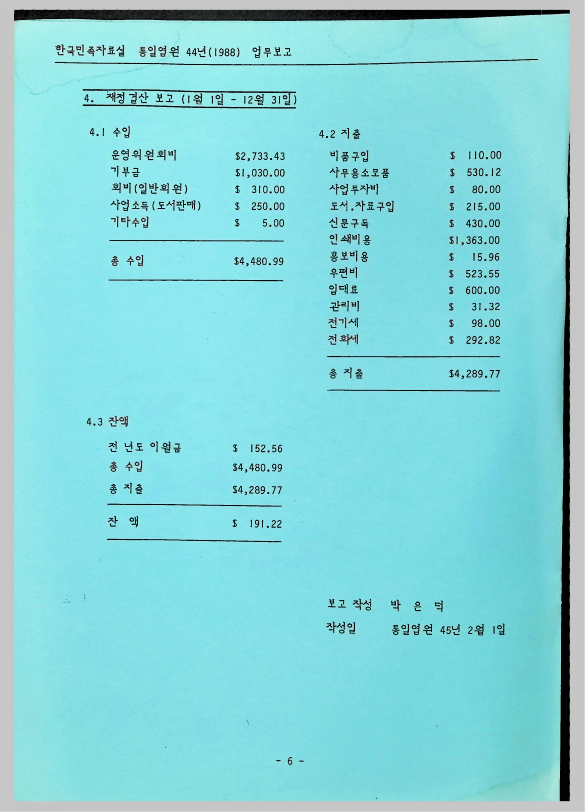 한국민족자료실 통일염원 44년(1988) 업무보고
4. 재정결산 보고 (1월 1일 - 12월 31일)
4.1 수입
운영위원회비 $2,733.43
기부금 $1,030.00
회비(일반회원) $ 310.00
사업소득(도서판매) $ 250.00
기타수입 $ 5.00
총 수입 $4,480.99
4.2 지출
비품구입 $ 110.00
사무용소모품 $ 530.12
사업투자비 $ 80.00
도서.자료구입 $ 215.00
신문구독 $ 430.00
인쇄비용 $1,363.00
홍보비용 $ 15.96
우편비 $ 523.55
임대료 $ 600.00
관리비 $ 31.32
전기세 $ 98.00
전화세 $ 292.82
총 지출 $4,289.77
4.3 잔액
전 년도 이월금 $ 152.56
총 수입 $4,480.99
총 지출 $4,289.77
잔 액 $ 191.22
보고 작성 박 은 덕
작성일 통일염원 45년 2월 1일
- 6 -